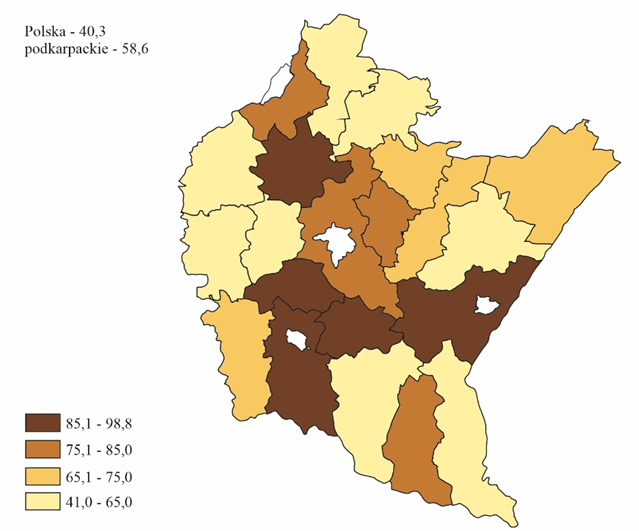 Polska - 40,3
podkarpackie - 58,6
85,1 - 98,8
75,1 - 85,0
65,1 - 75,0
41,0 - 65,0